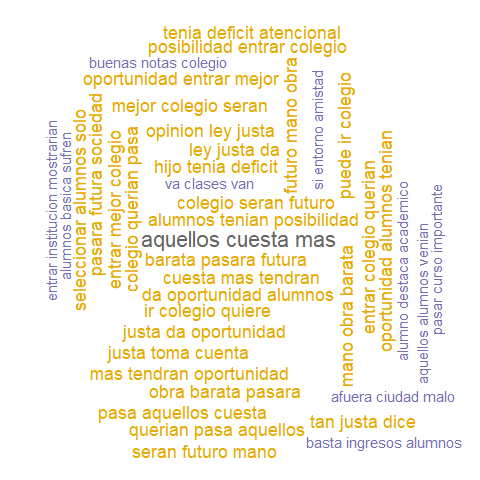 tenia deficit atencional
posibilidad entrar colegio
buenas notas colegio
oportunidad entrar mejor
mejor colegio seran
opinion ley justa
ley justa da
hijo tenia deficit
va clases van
colegio seran futuro
alumnos tenian posibilidad
aquellos cuesta mas
barata pasara futura
cuesta mas tendran
da oportunidad alumnos
ir colegio quiere
justa da oportunidad
justa toma cuenta
mas tendran oportunidad
obra barata pasara
pasa aquellos cuesta
querian pasa aquellos
seran futuro mano
afuera ciudad malo
tan justa dice
basta ingresos alumnos
entrar institucion mostrarian
alumnos basica sufren
seleccionar alumnos solo
pasara futura sociedad
entrar mejor colegio
colegio querian pasa
futuro mano obra
si entorno amistad
puede ir colegio
mano obra barata
entrar colegio querian
oportunidad alumnos tenian
alumno destaca academico
aquellos alumnos venian
pasar curso importante